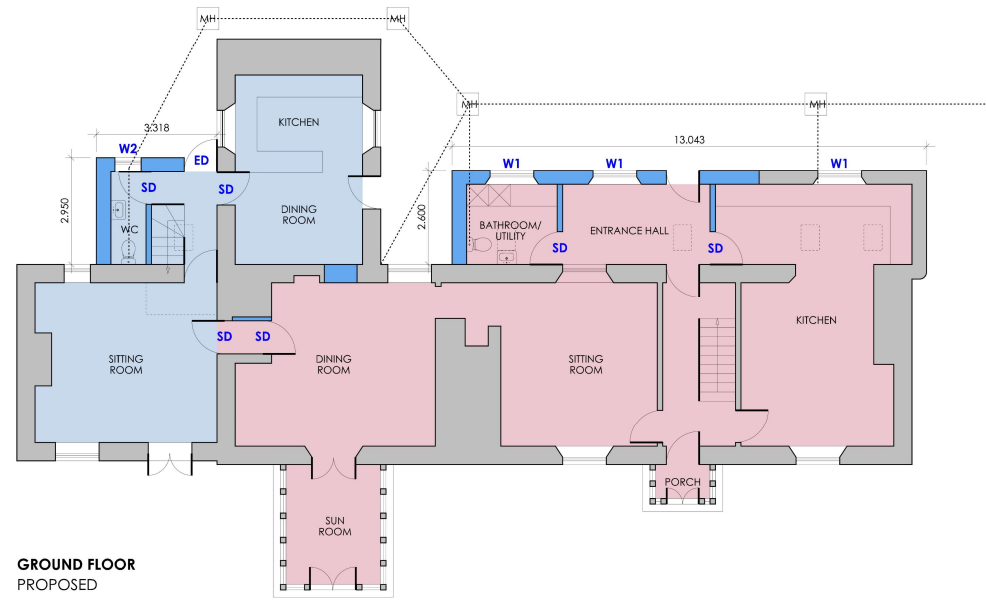 MH
MH
MH
MH
3.318
13.043
W2
ED
KITCHEN
W1
W1
W1
SD
SD
2.950
2.600
WC
DINING
ROOM
BATHROOM/
UTILITY
ENTRANCE HALL
SD
SD
KITCHEN
SD
SD
SITTING
ROOM
DINING
ROOM
SITTING
ROOM
PORCH
SUN
ROOM
GROUND FLOOR
PROPOSED